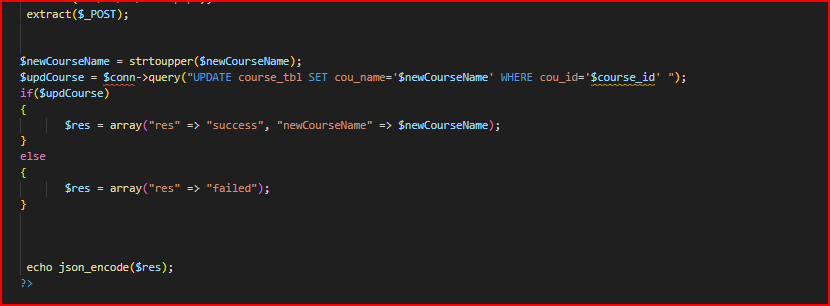 extract($_POST);
$newCourseName = strtoupper($newCourseName);
$updCourse = $conn->query("UPDATE course_tbl SET cou_name='$newCourseName' WHERE cou_id='$course_id' ");
if($updCourse)
{
$res = array("res" => "success", "newCourseName" => $newCourseName);
}
else
{
$res = array("res" => "failed");
}
echo json_encode($res);
?>